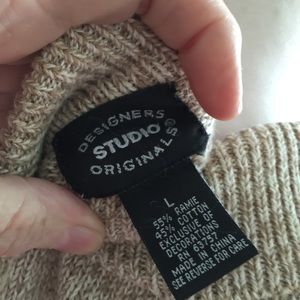 DESIGNERS
STUDIO®
ORIGINALS
L
55% RAMIE
45% COTTON
EXCLUSIVE OF
DECORATIONS
RN 63757
MADE IN CHINA
SEE REVERSE FOR CARE